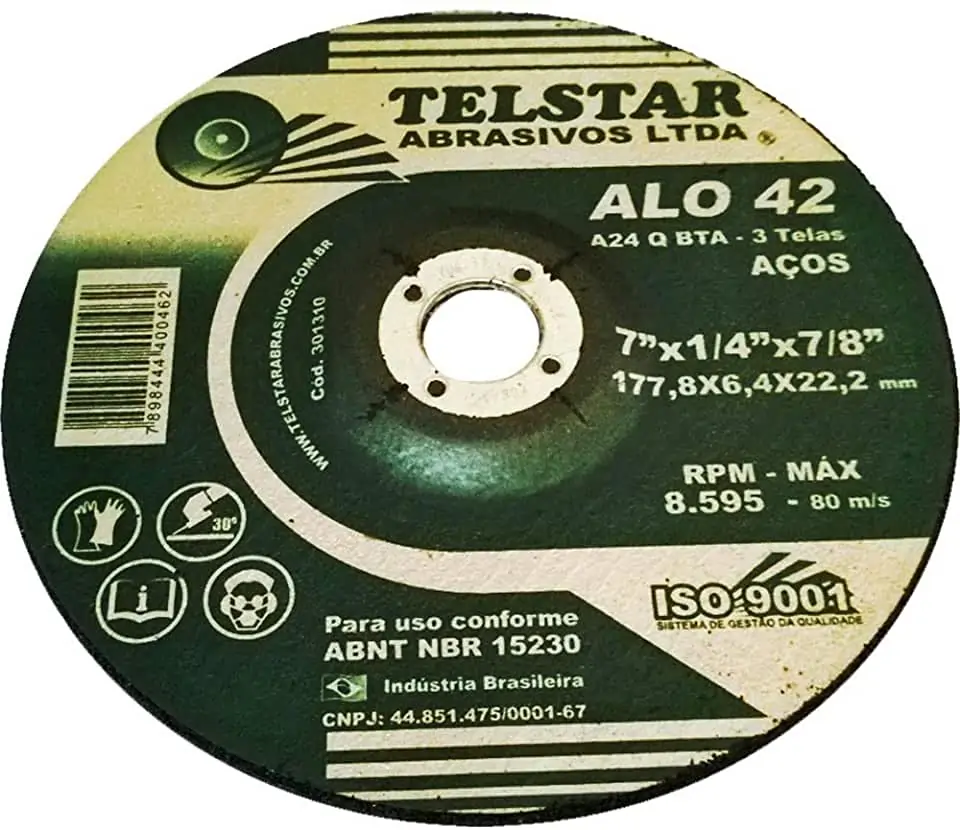 TELSTAR
ABRASIVOS LTDA ®
ALO 42
A24 Q BTA - 3 Telas
AÇOS
7”x1/4”x7/8”
177,8X6,4X22,2 mm
RPM - MÁX
8.595 - 80 m/s
WWW.TELSTARABRASIVOS.COM.BR
Cód. 301310
7898444400462
30º
i
ISO-9001
SISTEMA DE GESTÃO DA QUALIDADE
Para uso conforme
ABNT NBR 15230
Indústria Brasileira
CNPJ: 44.851.475/0001-67